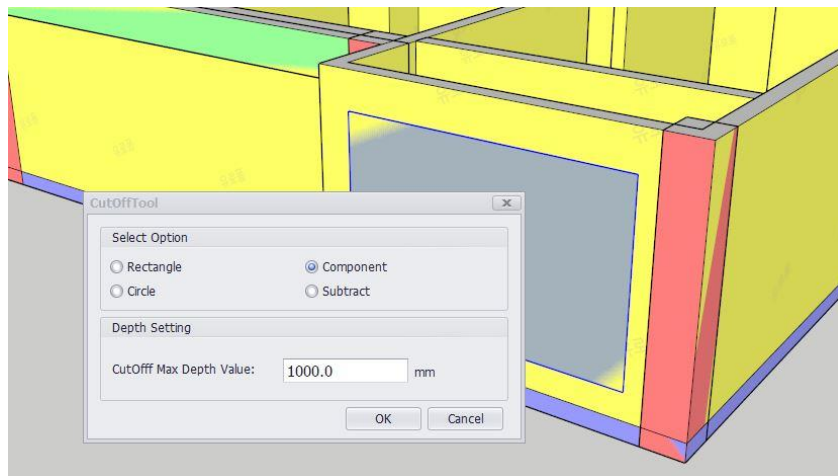 CutOffTool
Select Option
Rectangle
Component
Circle
Subtract
Depth Setting
CutOfff Max Depth Value:
1000.0
mm
OK
Cancel